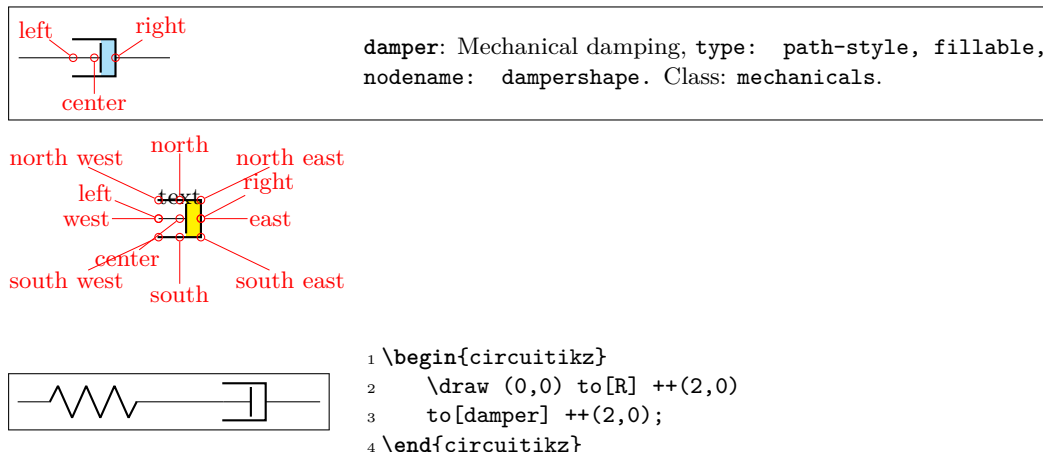 left
right
center
damper: Mechanical damping, type: path-style, fillable,
nodename: dampershape. Class: mechanicals.
north west
north
north east
text
right
left
west
east
center
south west
south
south east
1 \begin{circuitikz}
2 \draw (0,0) to[R] ++(2,0)
3 to[damper] ++(2,0);
4 \end{circuitikz}